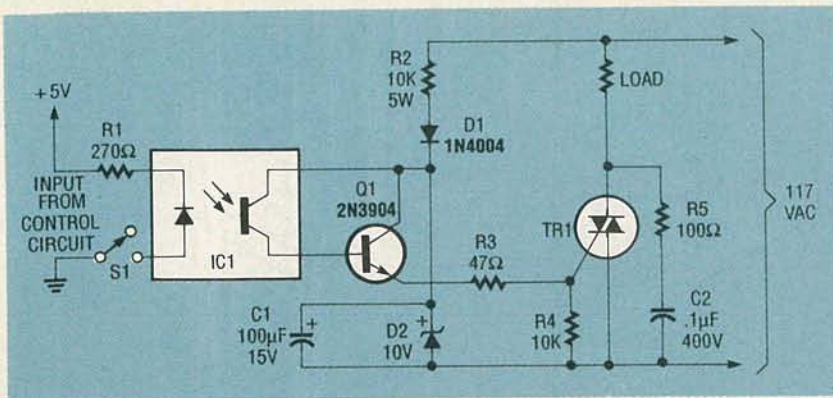 +5V
R1
270Ω
INPUT
FROM
CONTROL
CIRCUIT
S1
IC1
Q1
2N3904
R2
10K
5W
D1
1N4004
C1
100µF
15V
+
D2
10V
+
R3
47Ω
R4
10K
TR1
LOAD
R5
100Ω
C2
.1µF
400V
117
VAC